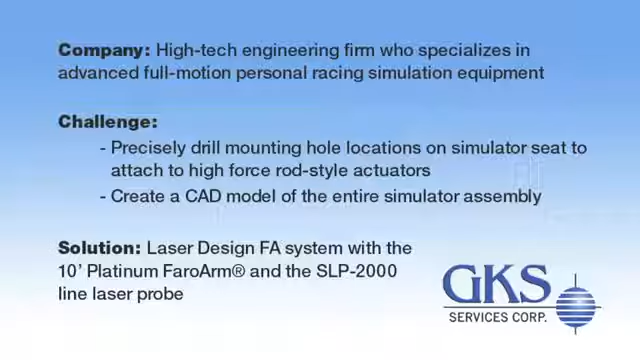 Company: High-tech engineering firm who specializes in
advanced full-motion personal racing simulation equipment
Challenge:
- Precisely drill mounting hole locations on simulator seat to
attach to high force rod-style actuators
- Create a CAD model of the entire simulator assembly
Solution: Laser Design FA system with the
10’ Platinum FaroArm® and the SLP-2000
line laser probe
GKS
SERVICES CORP.